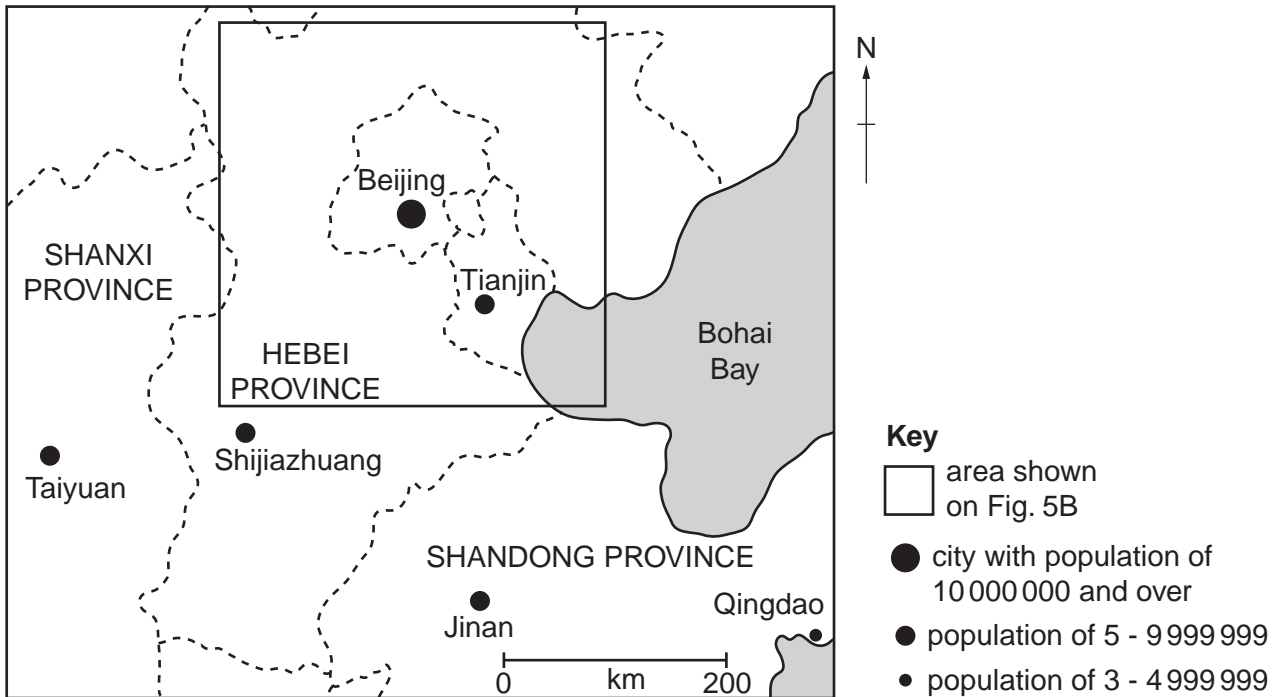 N
Beijing
SHANXI
PROVINCE
Tianjin
Bohai
Bay
HEBEI
PROVINCE
Shijiazhuang
Taiyuan
SHANDONG PROVINCE
Qingdao
Jinan
0 km 200
Key
area shown
on Fig. 5B
city with population of
10 000 000 and over
population of 5 - 9 999 999
population of 3 - 4 999 999